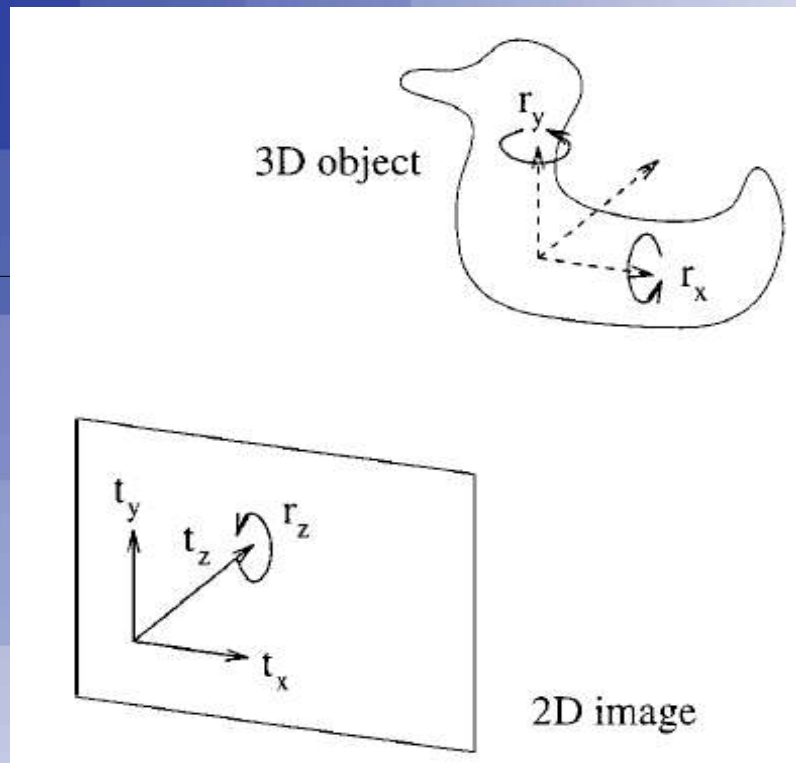 r_y
3D object
r_x
t_y
t_z
r_z
t_x
2D image